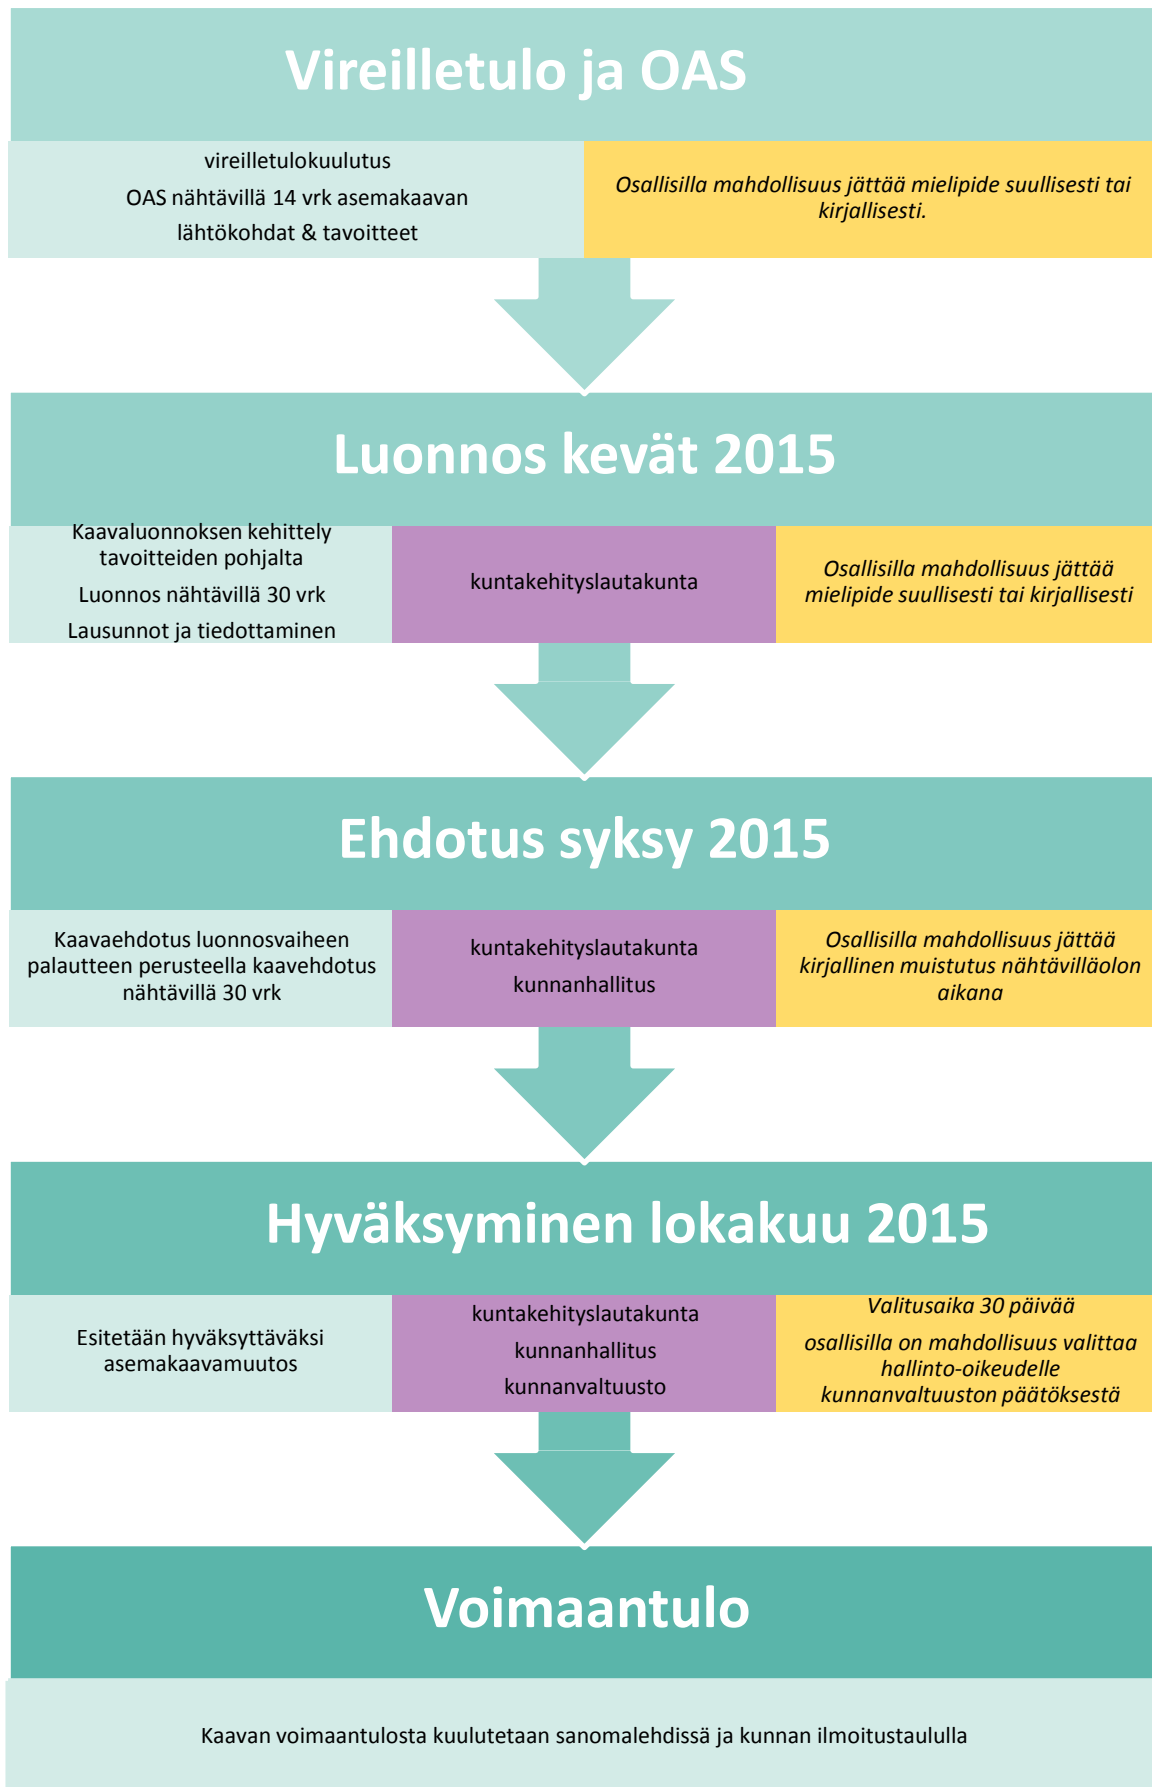 Vireilletulo ja OAS
vireilletulokuulutus
OAS nähtävillä 14 vrk asemakaavan
lähtökohdat & tavoitteet
Osallisilla mahdollisuus jättää mielipide suullisesti tai
kirjallisesti.
Luonnos kevät 2015
Kaavaluonnoksen kehittely
tavoitteiden pohjalta
Luonnos nähtävillä 30 vrk
Lausunnot ja tiedottaminen
kuntakehityslautakunta
Osallisilla mahdollisuus jättää
mielipide suullisesti tai kirjallisesti
Ehdotus syksy 2015
Kaavaehdotus luonnosvaiheen
palautteen perusteella kaavehdotus
nähtävillä 30 vrk
kuntakehityslautakunta
kunnanhallitus
Osallisilla mahdollisuus jättää
kirjallinen muistutus nähtävilläolon
aikana
Hyväksyminen lokakuu 2015
Esitetään hyväksyttäväksi
asemakaavamuutos
kuntakehityslautakunta
kunnanhallitus
kunnanvaltuusto
Valitusaika 30 päivää
osallisilla on mahdollisuus valittaa
hallinto-oikeudelle
kunnanvaltuuston päätöksestä
Voimaantulo
Kaavan voimaantulosta kuulutetaan sanomalehdissä ja kunnan ilmoitustaululla